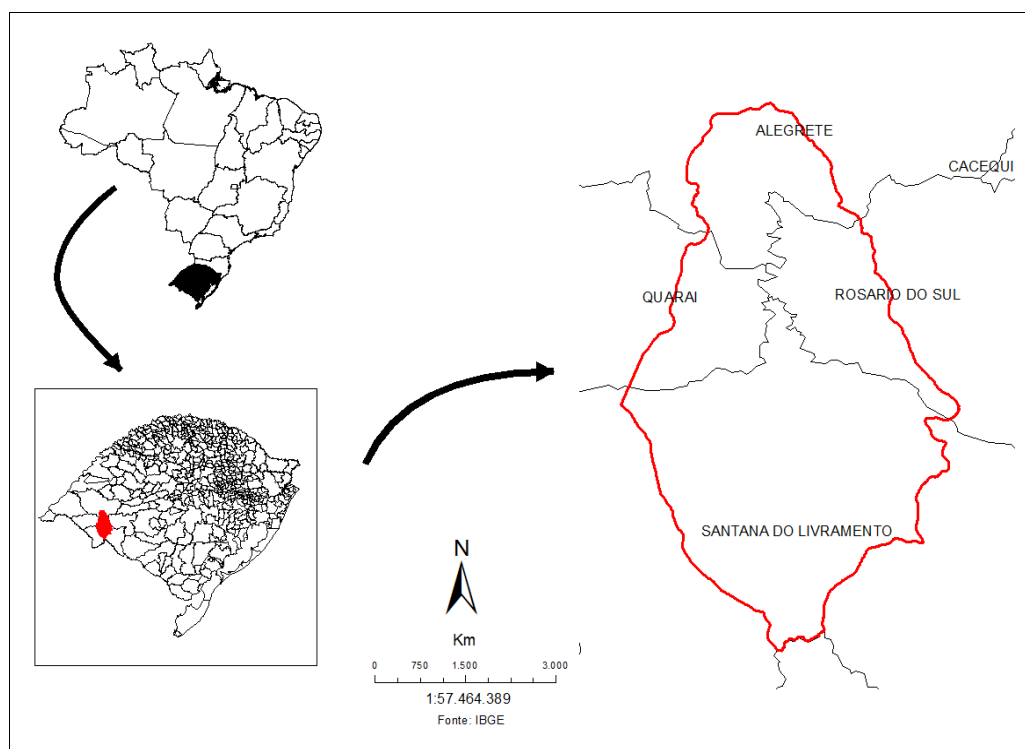 ALEGRETE
CACEQUI
QUARAI
ROSARIO DO SUL
SANTANA DO LIVRAMENTO
N
Km
0 750 1.500 3.000
1:57.464.389
Fonte: IBGE